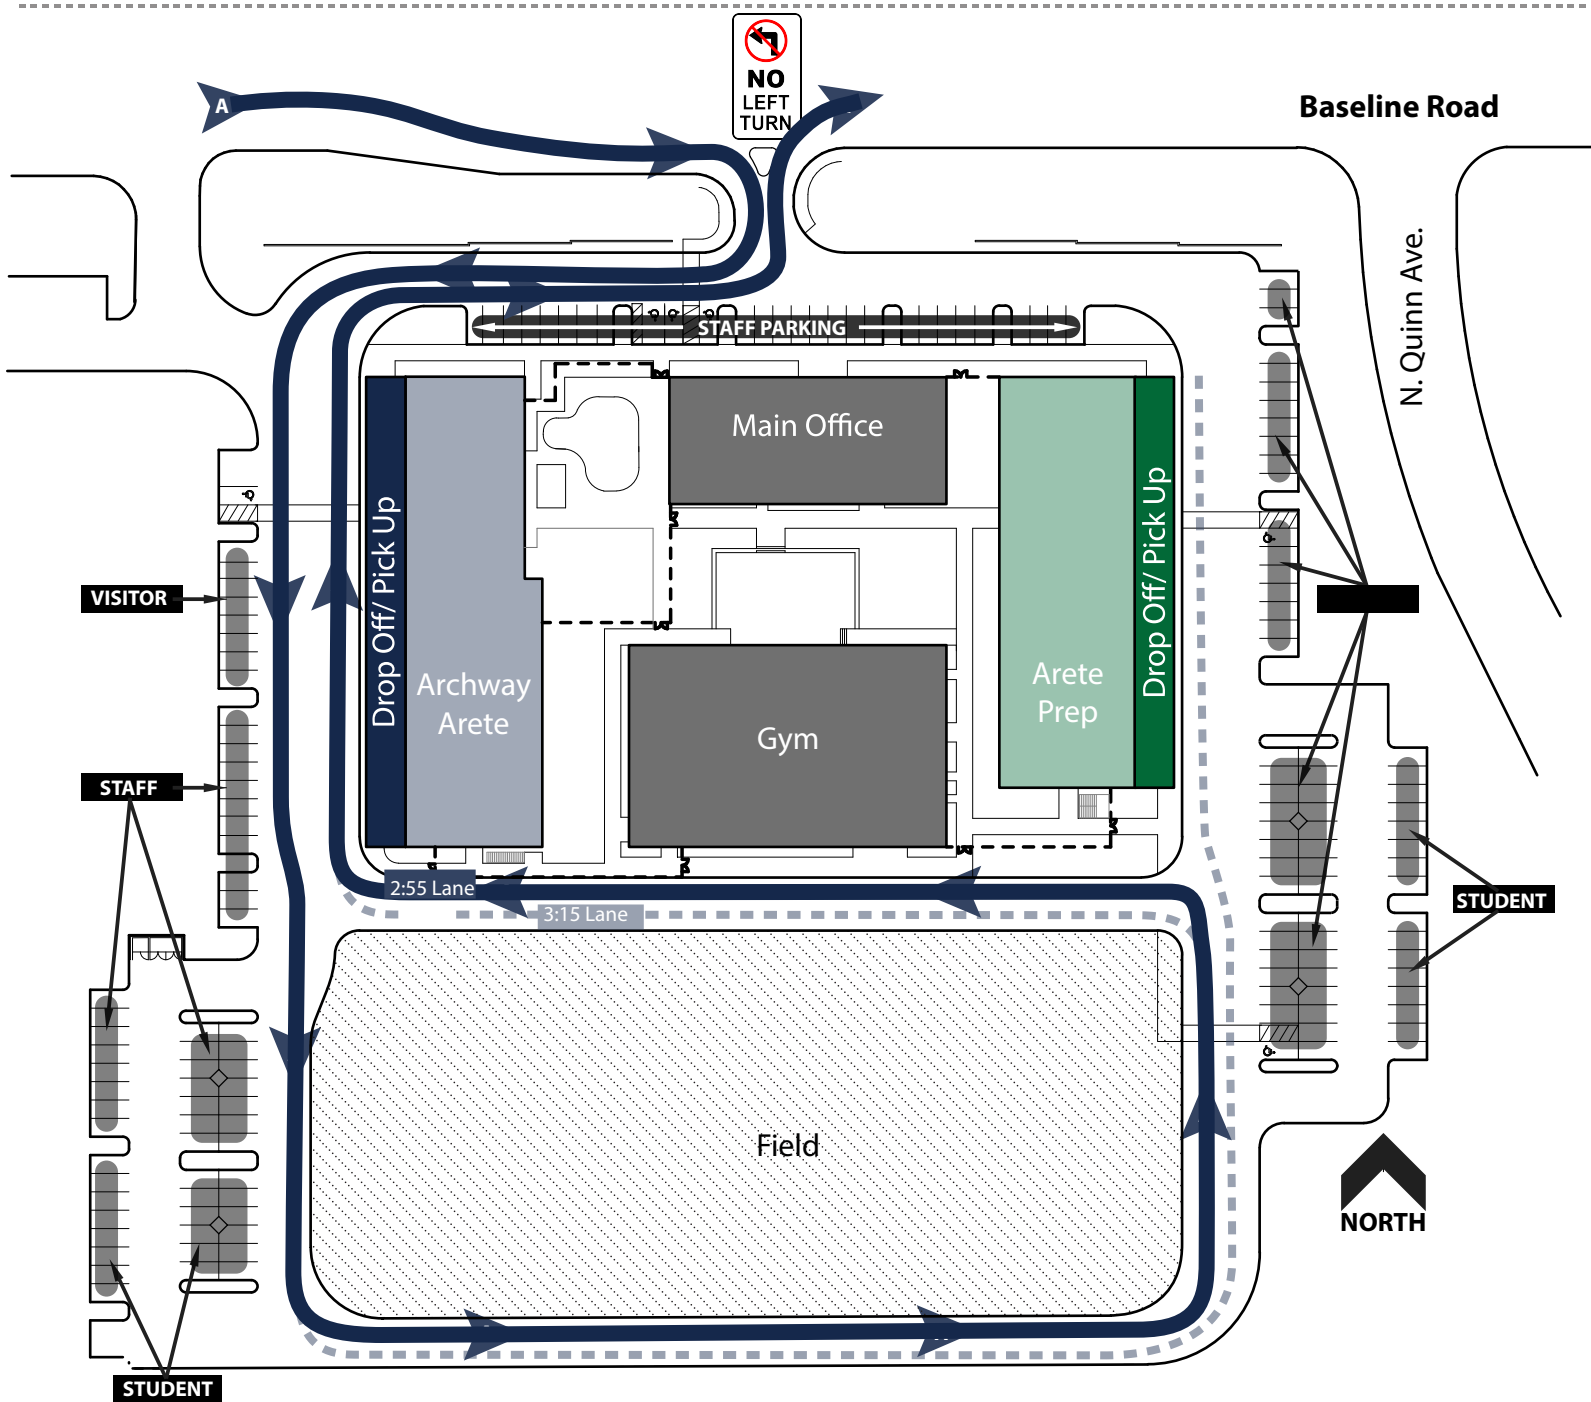 NO
LEFT
TURN
A
Baseline Road
N. Quinn Ave.
STAFF PARKING
Main Office
Drop Off/ Pick Up
Archway
Arete
Arete
Prep
Drop Off/ Pick Up
Gym
VISITOR
STAFF
2:55 Lane
3:15 Lane
STUDENT
Field
NORTH
STUDENT